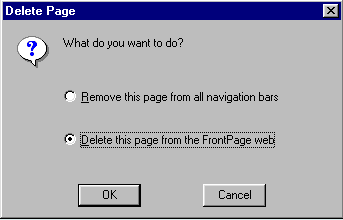 Delete Page
What do you want to do?
Remove this page from all navigation bars
Delete this page from the FrontPage web
OK
Cancel